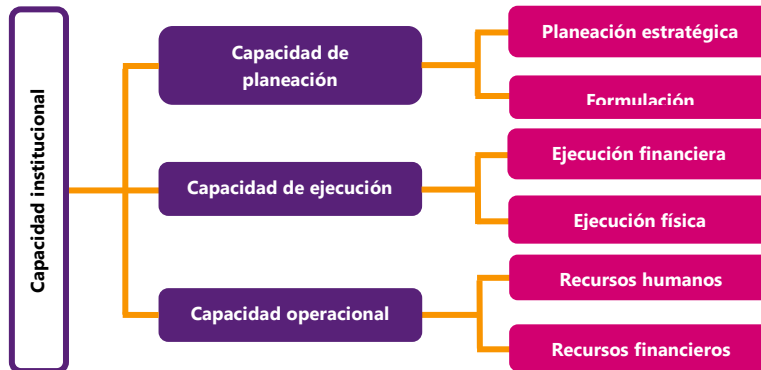 Capacidad institucional
Capacidad de
planeación
Planeación estratégica
Formulación
Capacidad de ejecución
Ejecución financiera
Ejecución física
Capacidad operacional
Recursos humanos
Recursos financieros